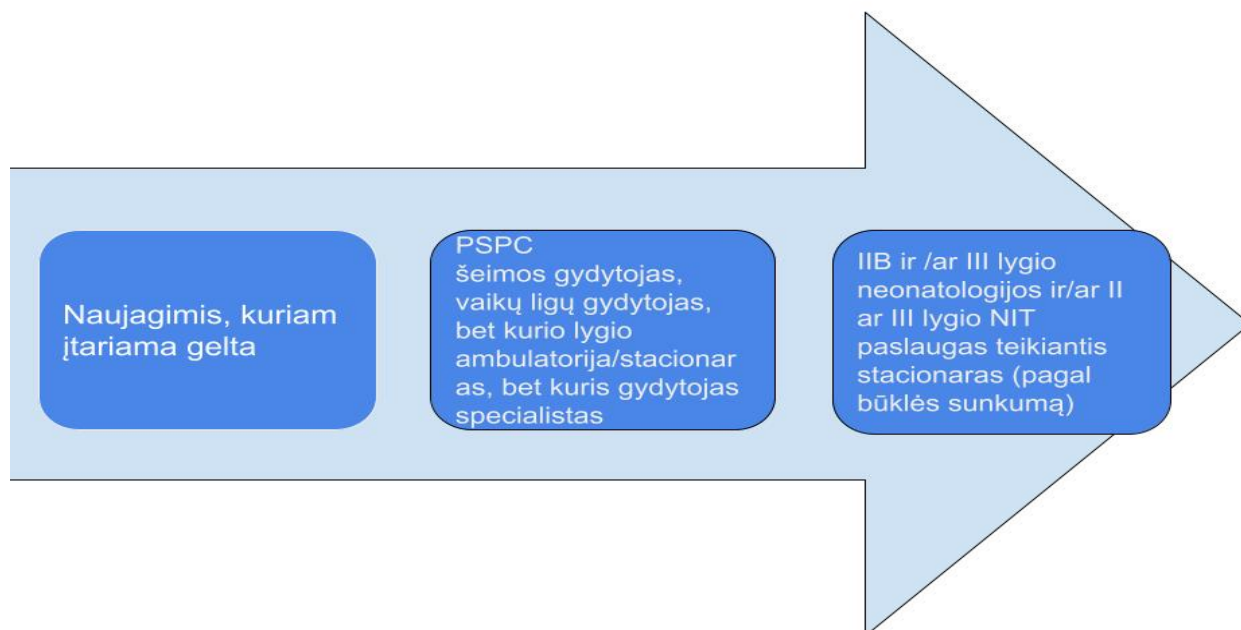 Naujagimis, kuriam
įtariama gelta
PSPC
šeimos gydytojas,
vaikų ligų gydytojas,
bet kurio lygio
ambulatorija/stacionar
as, bet kuris gydytojas
specialistas
IIB ir /ar III lygio
neonatologijos ir/ar II
ar III lygio NIT
paslaugas teikiantis
stacionaras (pagal
būklės sunkumą)